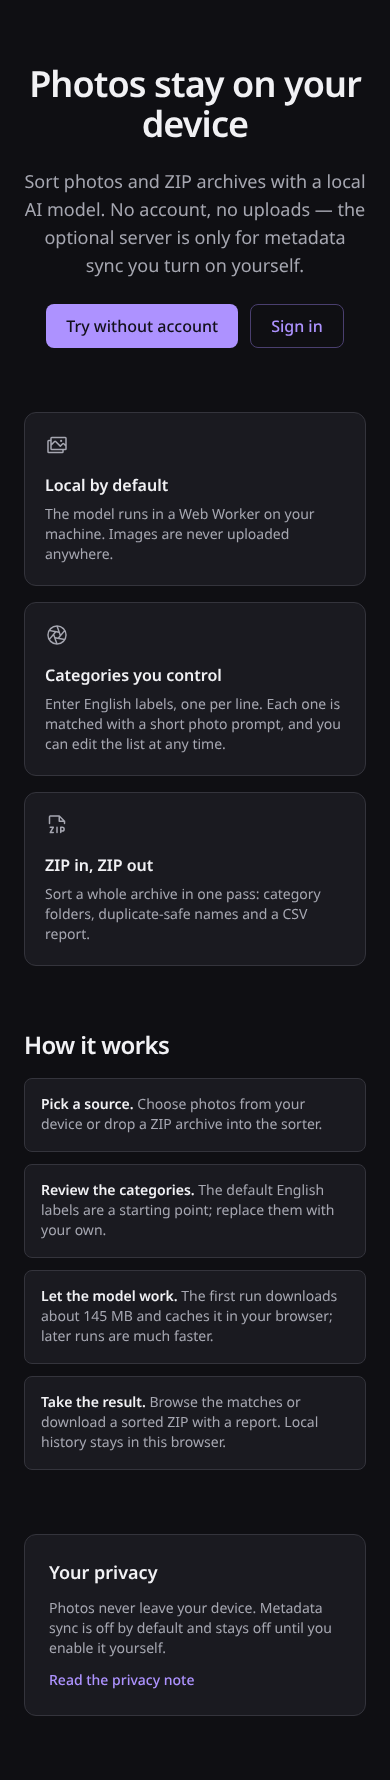 Photos stay on your
device
Sort photos and ZIP archives with a local
AI model. No account, no uploads — the
optional server is only for metadata
sync you turn on yourself.
Try without account
Sign in
Local by default
The model runs in a Web Worker on your
machine. Images are never uploaded
anywhere.
Categories you control
Enter English labels, one per line. Each one is
matched with a short photo prompt, and you
can edit the list at any time.
ZIP
ZIP in, ZIP out
Sort a whole archive in one pass: category
folders, duplicate-safe names and a CSV
report.
How it works
Pick a source. Choose photos from your
device or drop a ZIP archive into the sorter.
Review the categories. The default English
labels are a starting point; replace them with
your own.
Let the model work. The first run downloads
about 145 MB and caches it in your browser;
later runs are much faster.
Take the result. Browse the matches or
download a sorted ZIP with a report. Local
history stays in this browser.
Your privacy
Photos never leave your device. Metadata
sync is off by default and stays off until you
enable it yourself.
Read the privacy note